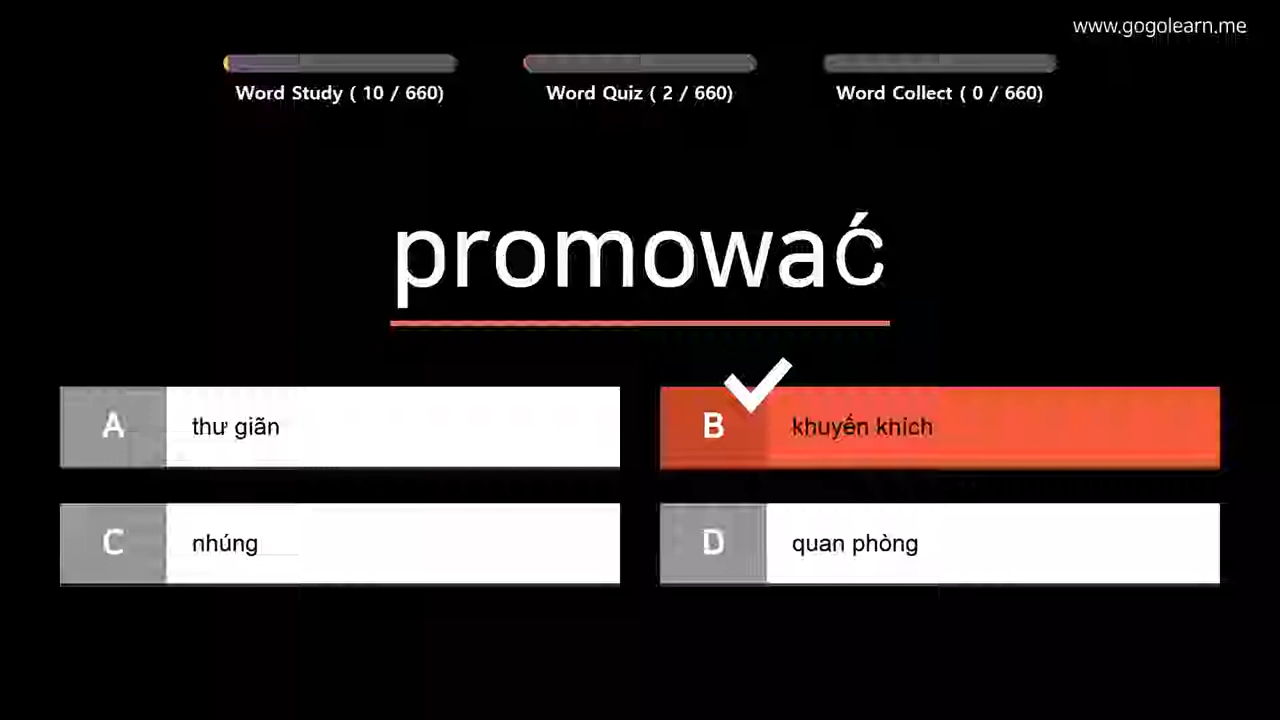 www.gogolearn.me
Word Study ( 10 / 660)
Word Quiz ( 2 / 660)
Word Collect ( 0 / 660)
promować
A thư giãn
B khuyến khích
C nhúng
D quan phòng